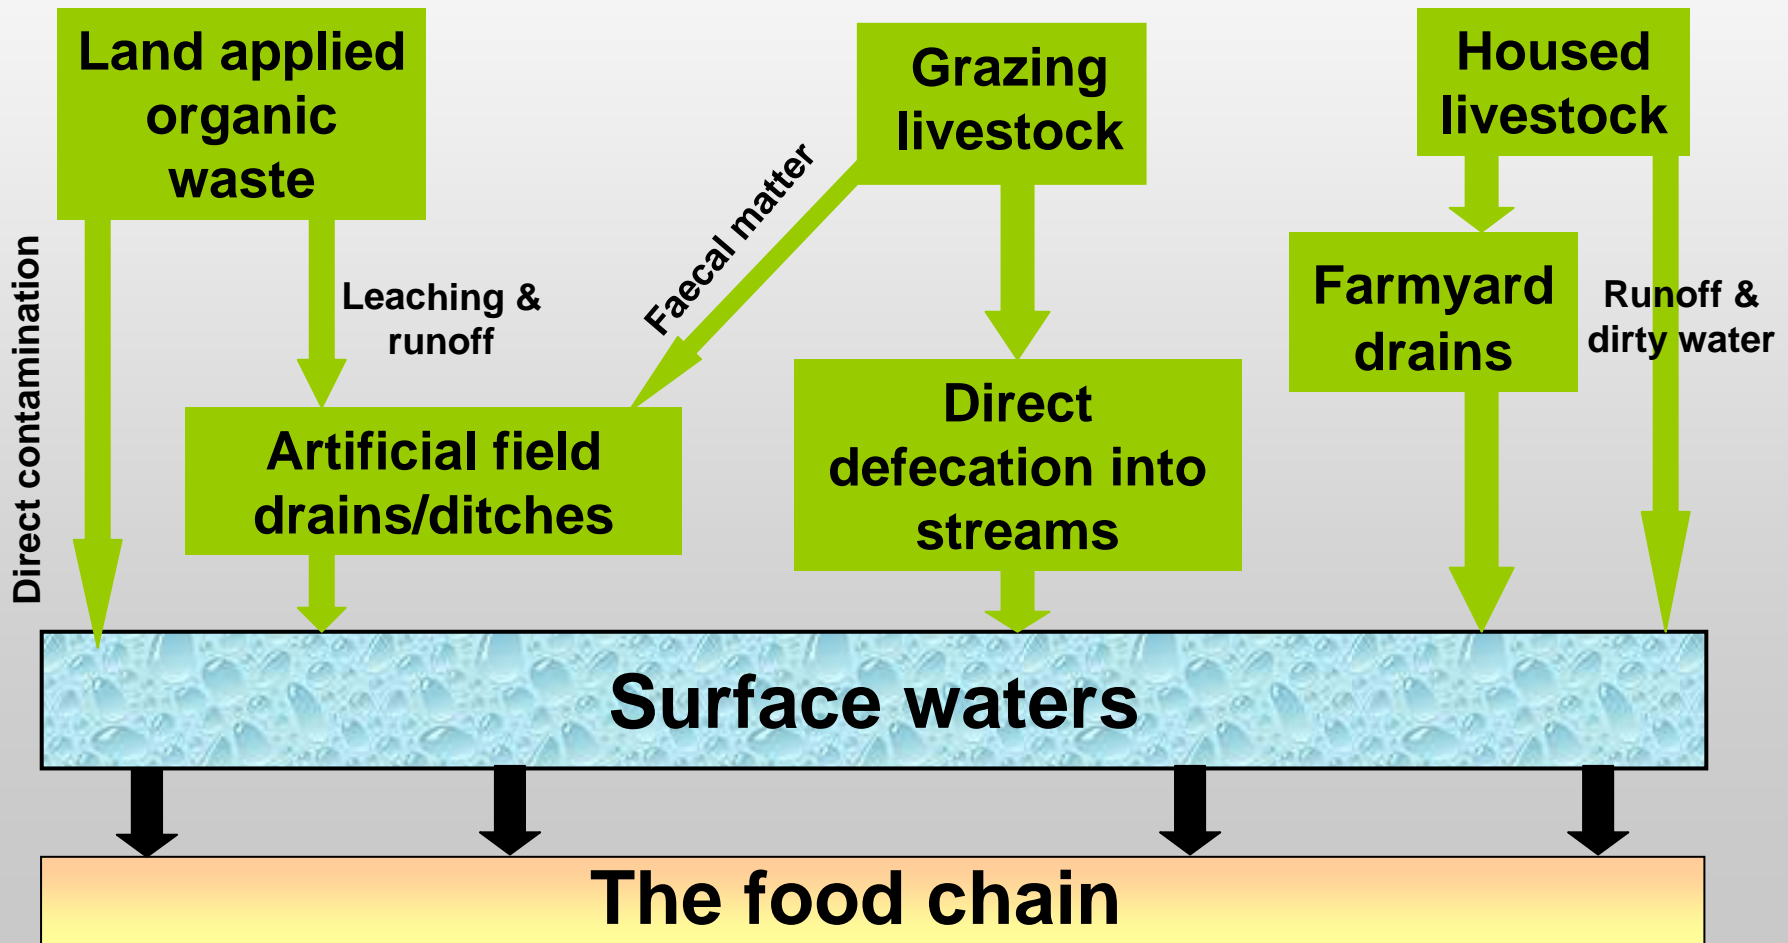 Land applied
organic
waste
Grazing
livestock
Housed
livestock
Direct contamination
Leaching &
runoff
Faecal matter
Farmyard
drains
Runoff &
dirty water
Artificial field
drains/ditches
Direct
defecation into
streams
Surface waters
The food chain